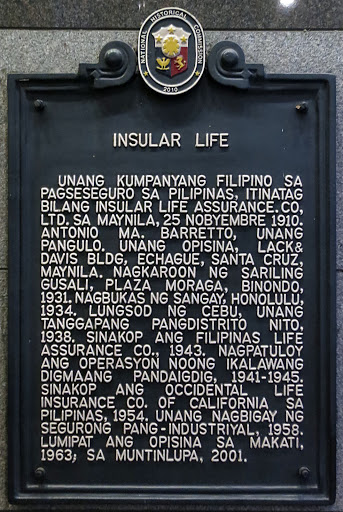 NATIONAL HISTORICAL COMMISSION
2010
INSULAR LIFE
UNANG KUMPANYANG FILIPINO SA
PAGSESEGURO SA PILIPINAS, ITINATAG
BILANG INSULAR LIFE ASSURANCE. CO,
LTD. SA MAYNILA, 25 NOBYEMBRE 1910.
ANTONIO MA. BARRETTO, UNANG
PANGULO. UNANG OPISINA, LACK&
DAVIS BLDG, ECHAGUE, SANTA CRUZ,
MAYNILA. NAGKAROON NG SARILING
GUSALI, PLAZA MORAGA, BINONDO,
1931. NAGBUKAS NG SANGAY, HONOLULU,
1934. LUNGSOD NG CEBU, UNANG
TANGGAPANG PANGDISTRITO NITO,
1938. SINAKOP ANG FILIPINAS LIFE
ASSURANCE CO., 1943. NAGPATULOY
ANG OPERASYON NOONG IKALAWANG
DIGMAANG PANDAIGDIG, 1941-1945.
SINAKOP ANG OCCIDENTAL LIFE
INSURANCE CO. OF CALIFORNIA SA
PILIPINAS, 1954. UNANG NAGBIGAY NG
SEGURONG PANG-INDUSTRIYAL, 1958.
LUMIPAT ANG OPISINA SA MAKATI,
1963; SA MUNTINLUPA, 2001.